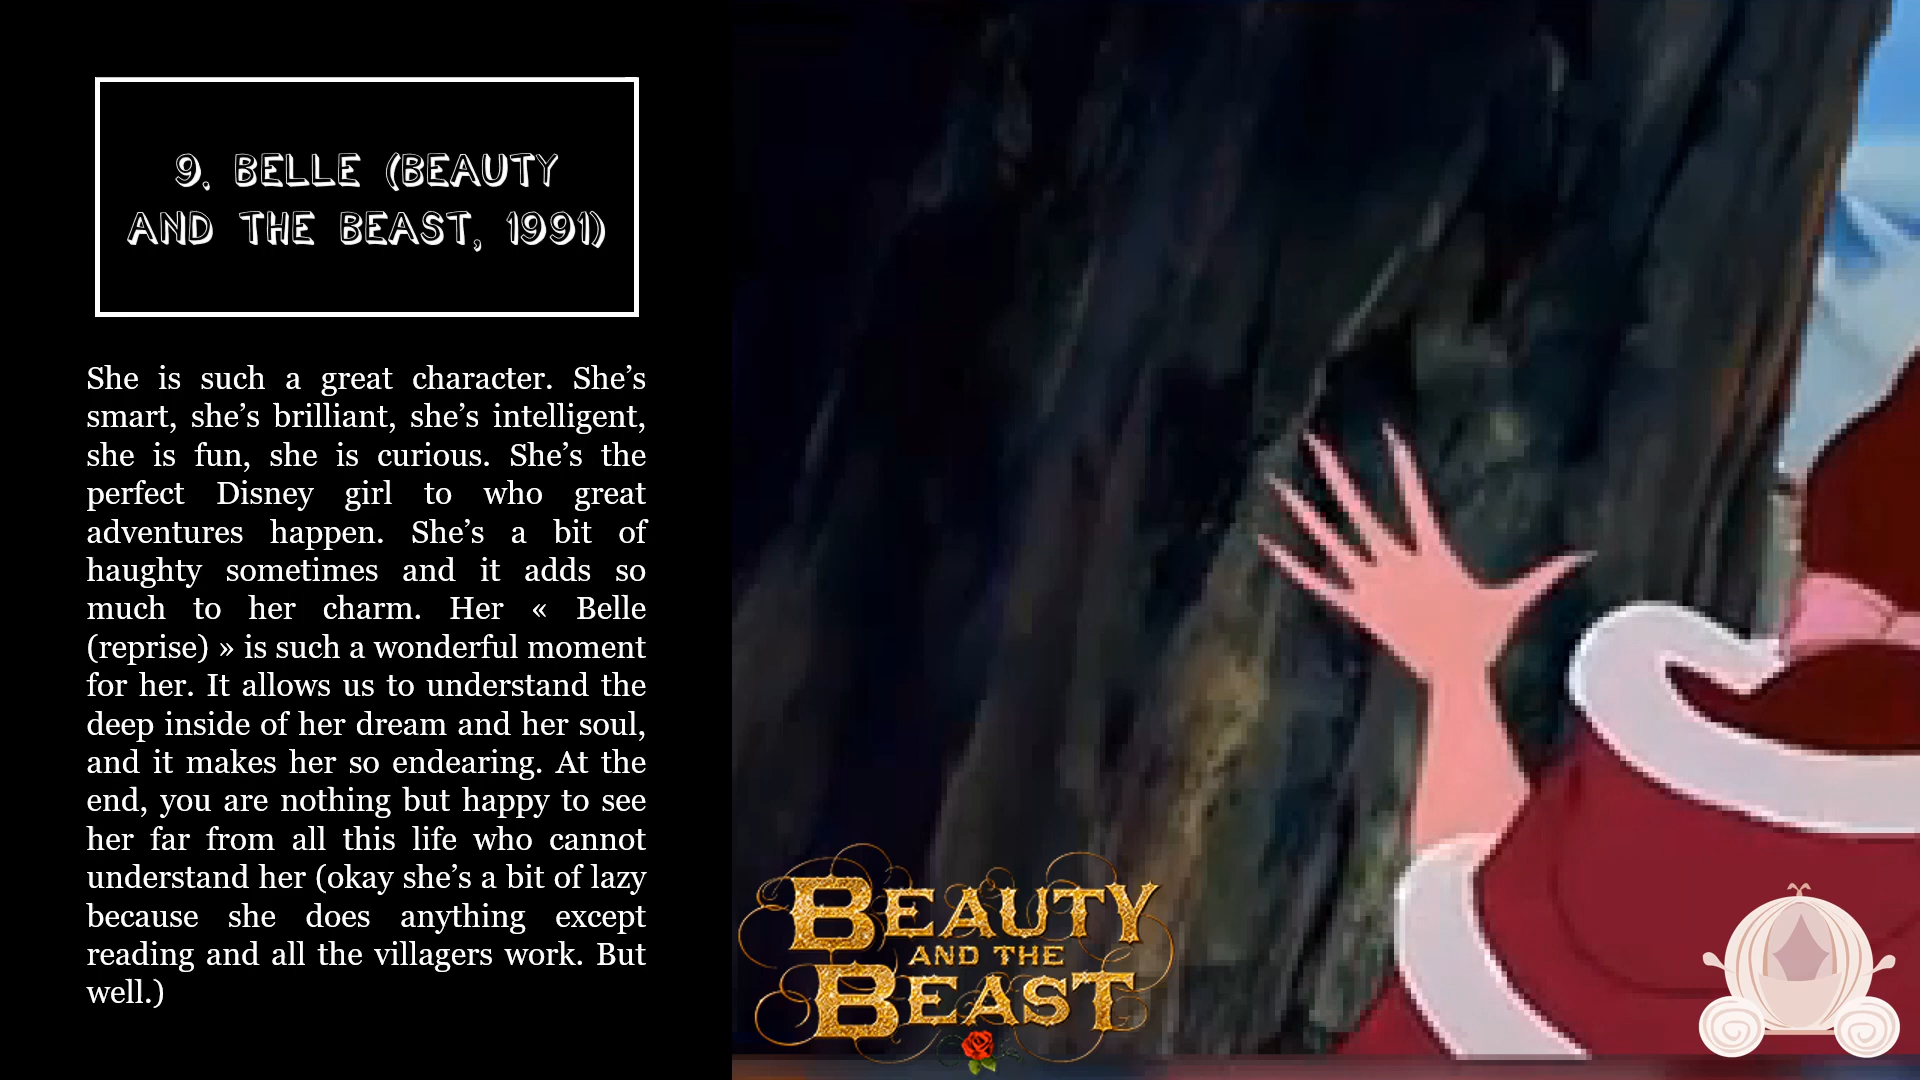 9. BELLE (BEAUTY
AND THE BEAST, 1991)
She is such a great character. She’s
smart, she’s brilliant, she’s intelligent,
she is fun, she is curious. She’s the
perfect Disney girl to who great
adventures happen. She’s a bit of
haughty sometimes and it adds so
much to her charm. Her « Belle
(reprise) » is such a wonderful moment
for her. It allows us to understand the
deep inside of her dream and her soul,
and it makes her so endearing. At the
end, you are nothing but happy to see
her far from all this life who cannot
understand her (okay she’s a bit of lazy
because she does anything except
reading and all the villagers work. But
well.)
BEAUTY
AND THE
BEAST